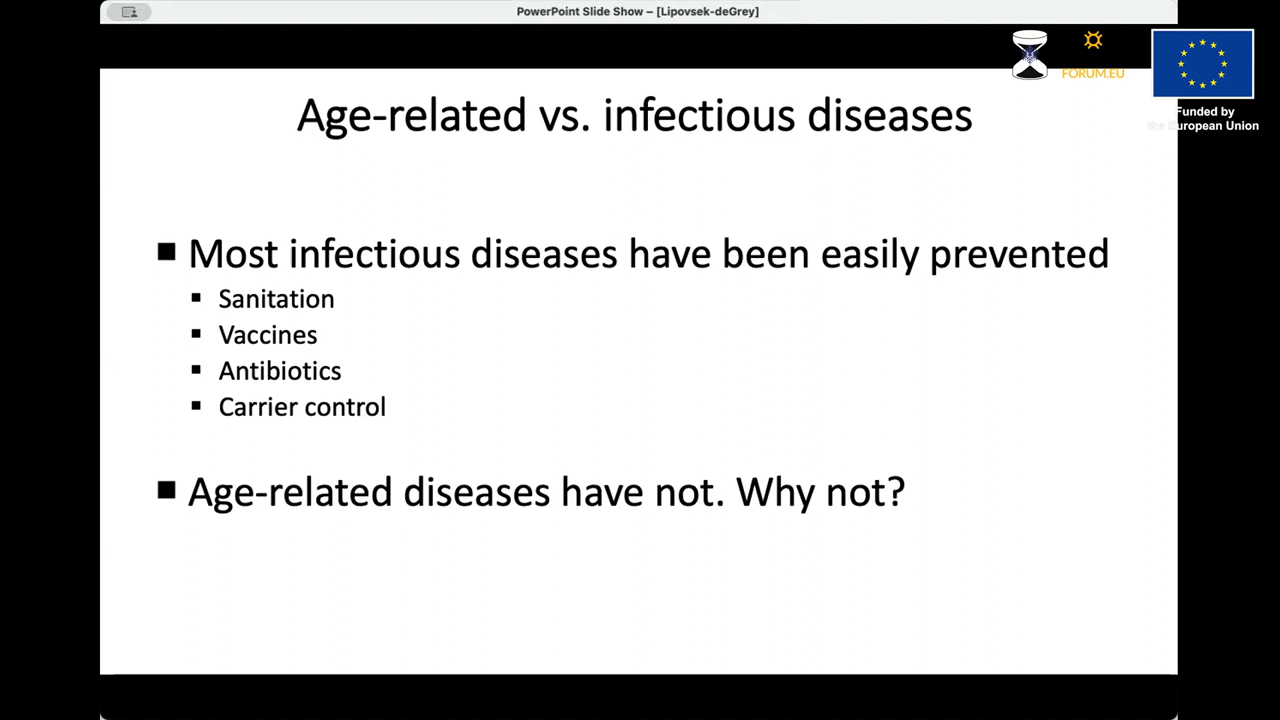 PowerPoint Slide Show – [Lipovsek-deGrey]
FORUM.EU
Funded by
the European Union
Age-related vs. infectious diseases
Most infectious diseases have been easily prevented
Sanitation
Vaccines
Antibiotics
Carrier control
Age-related diseases have not. Why not?